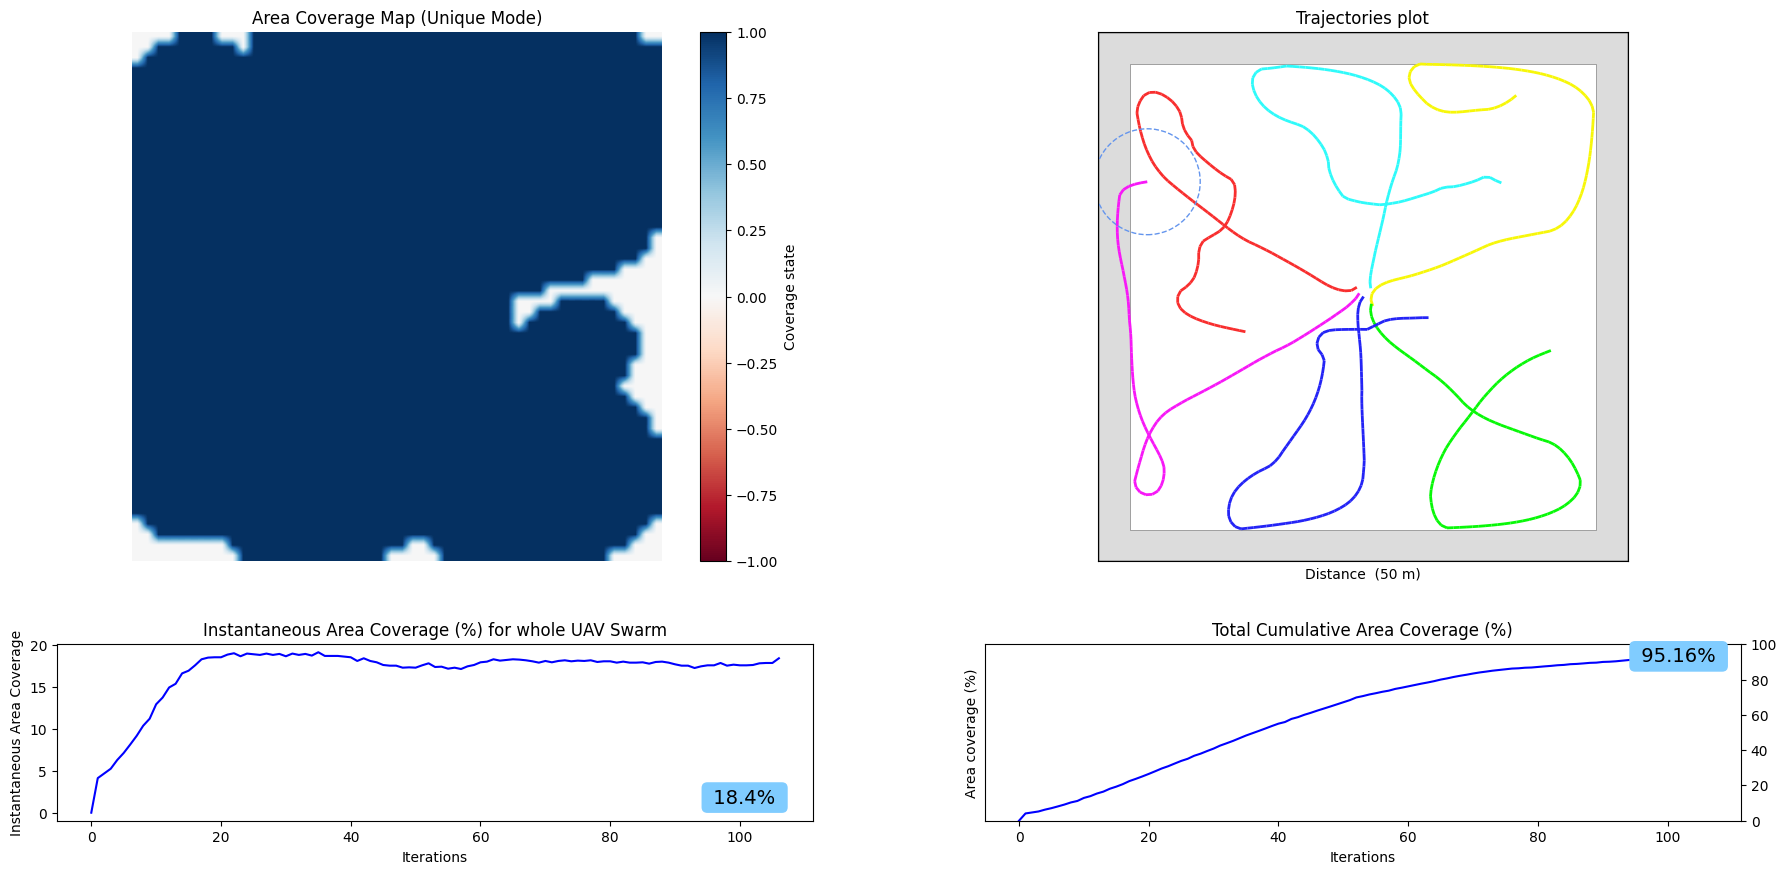 Area Coverage Map (Unique Mode)
1.00
0.75
0.50
0.25
0.00
−0.25
−0.50
−0.75
−1.00
Coverage state
Trajectories plot
Distance  (50 m)
Instantaneous Area Coverage (%) for whole UAV Swarm
Instantaneous Area Coverage
20
15
10
5
0
18.4%
0 20 40 60 80 100
Iterations
Total Cumulative Area Coverage (%)
Area coverage (%)
95.16%
100
80
60
40
20
0
0 20 40 60 80 100
Iterations